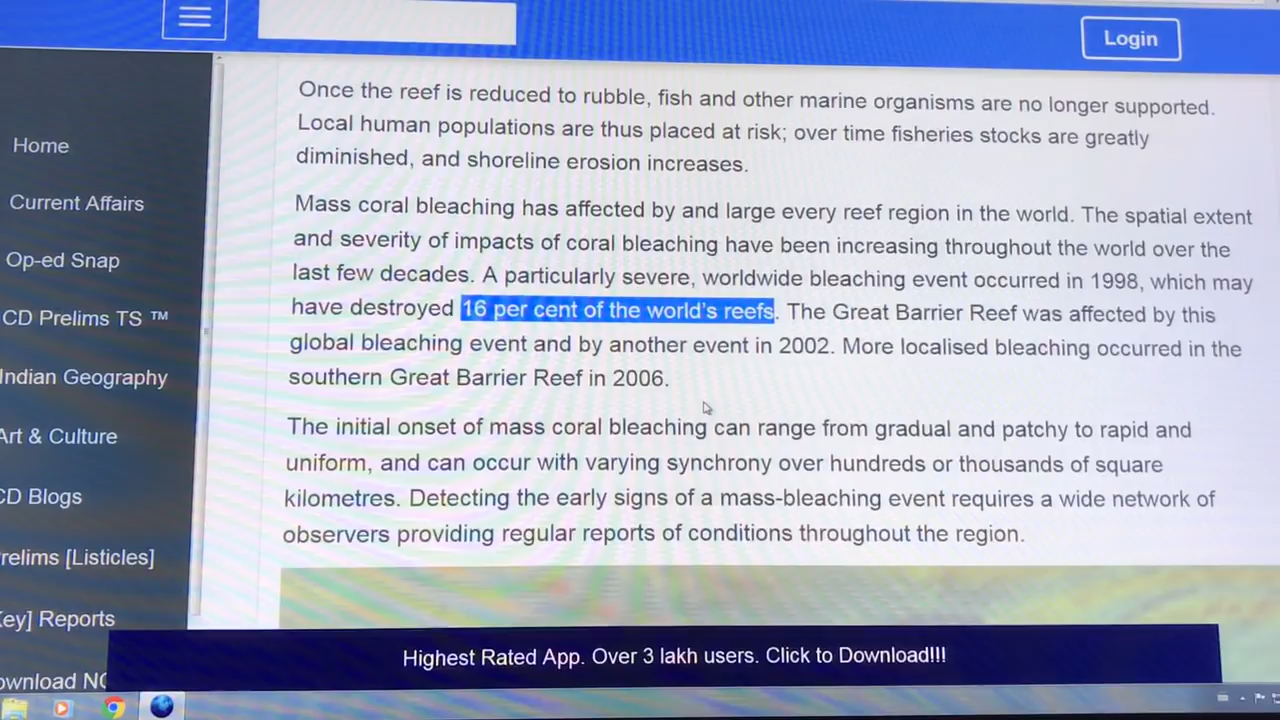 Login
Home
Current Affairs
Op-ed Snap
CD Prelims TS ™
Indian Geography
Art & Culture
CD Blogs
relims [Listicles]
ey] Reports
ownload NC
Once the reef is reduced to rubble, fish and other marine organisms are no longer supported.
Local human populations are thus placed at risk; over time fisheries stocks are greatly
diminished, and shoreline erosion increases.
Mass coral bleaching has affected by and large every reef region in the world. The spatial extent
and severity of impacts of coral bleaching have been increasing throughout the world over the
last few decades. A particularly severe, worldwide bleaching event occurred in 1998, which may
have destroyed 16 per cent of the world's reefs. The Great Barrier Reef was affected by this
global bleaching event and by another event in 2002. More localised bleaching occurred in the
southern Great Barrier Reef in 2006.
The initial onset of mass coral bleaching can range from gradual and patchy to rapid and
uniform, and can occur with varying synchrony over hundreds or thousands of square
kilometres. Detecting the early signs of a mass-bleaching event requires a wide network of
observers providing regular reports of conditions throughout the region.
Highest Rated App. Over 3 lakh users. Click to Download!!!